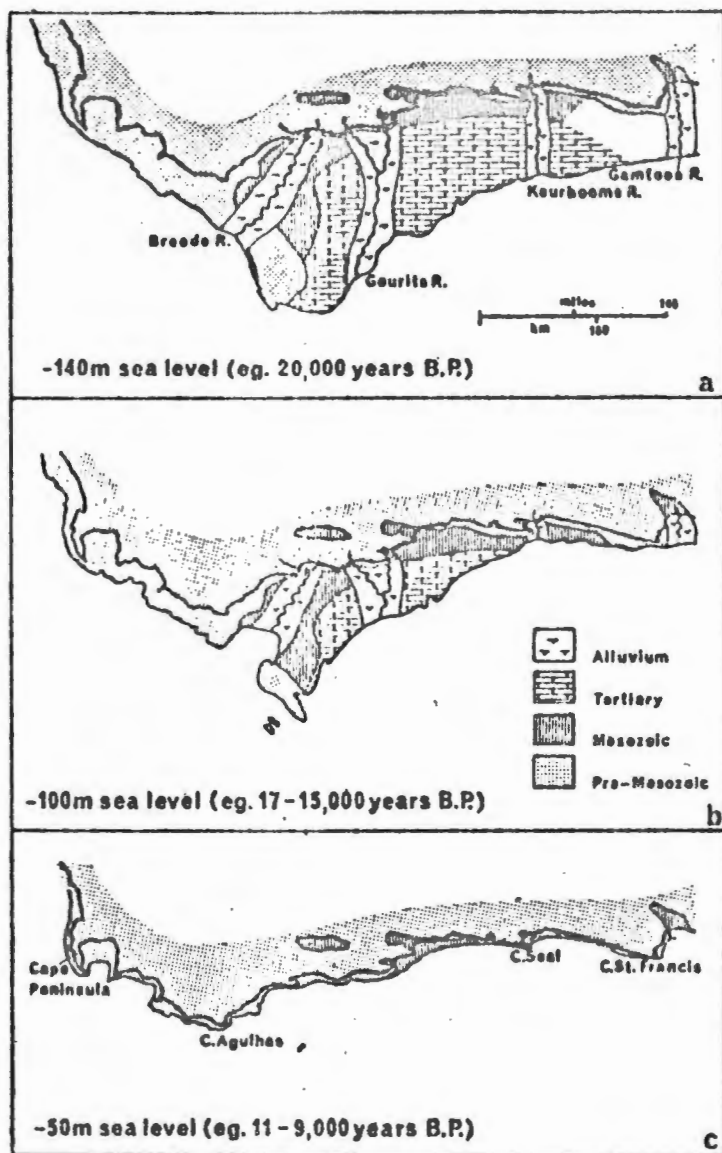 Breede R.
Gourits R.
Keurbooms R.
Gamtoos R.
miles 100
km 100
-140m sea level (eg. 20,000 years B.P.)
a
Alluvium
Tertiary
Mesozoic
Pre-Mesozoic
-100m sea level (eg. 17-15,000 years B.P.)
b
Cape
Peninsula
C.Agulhas
C.Seal
C.St.Francis
-50m sea level (eg. 11-9,000 years B.P.)
c